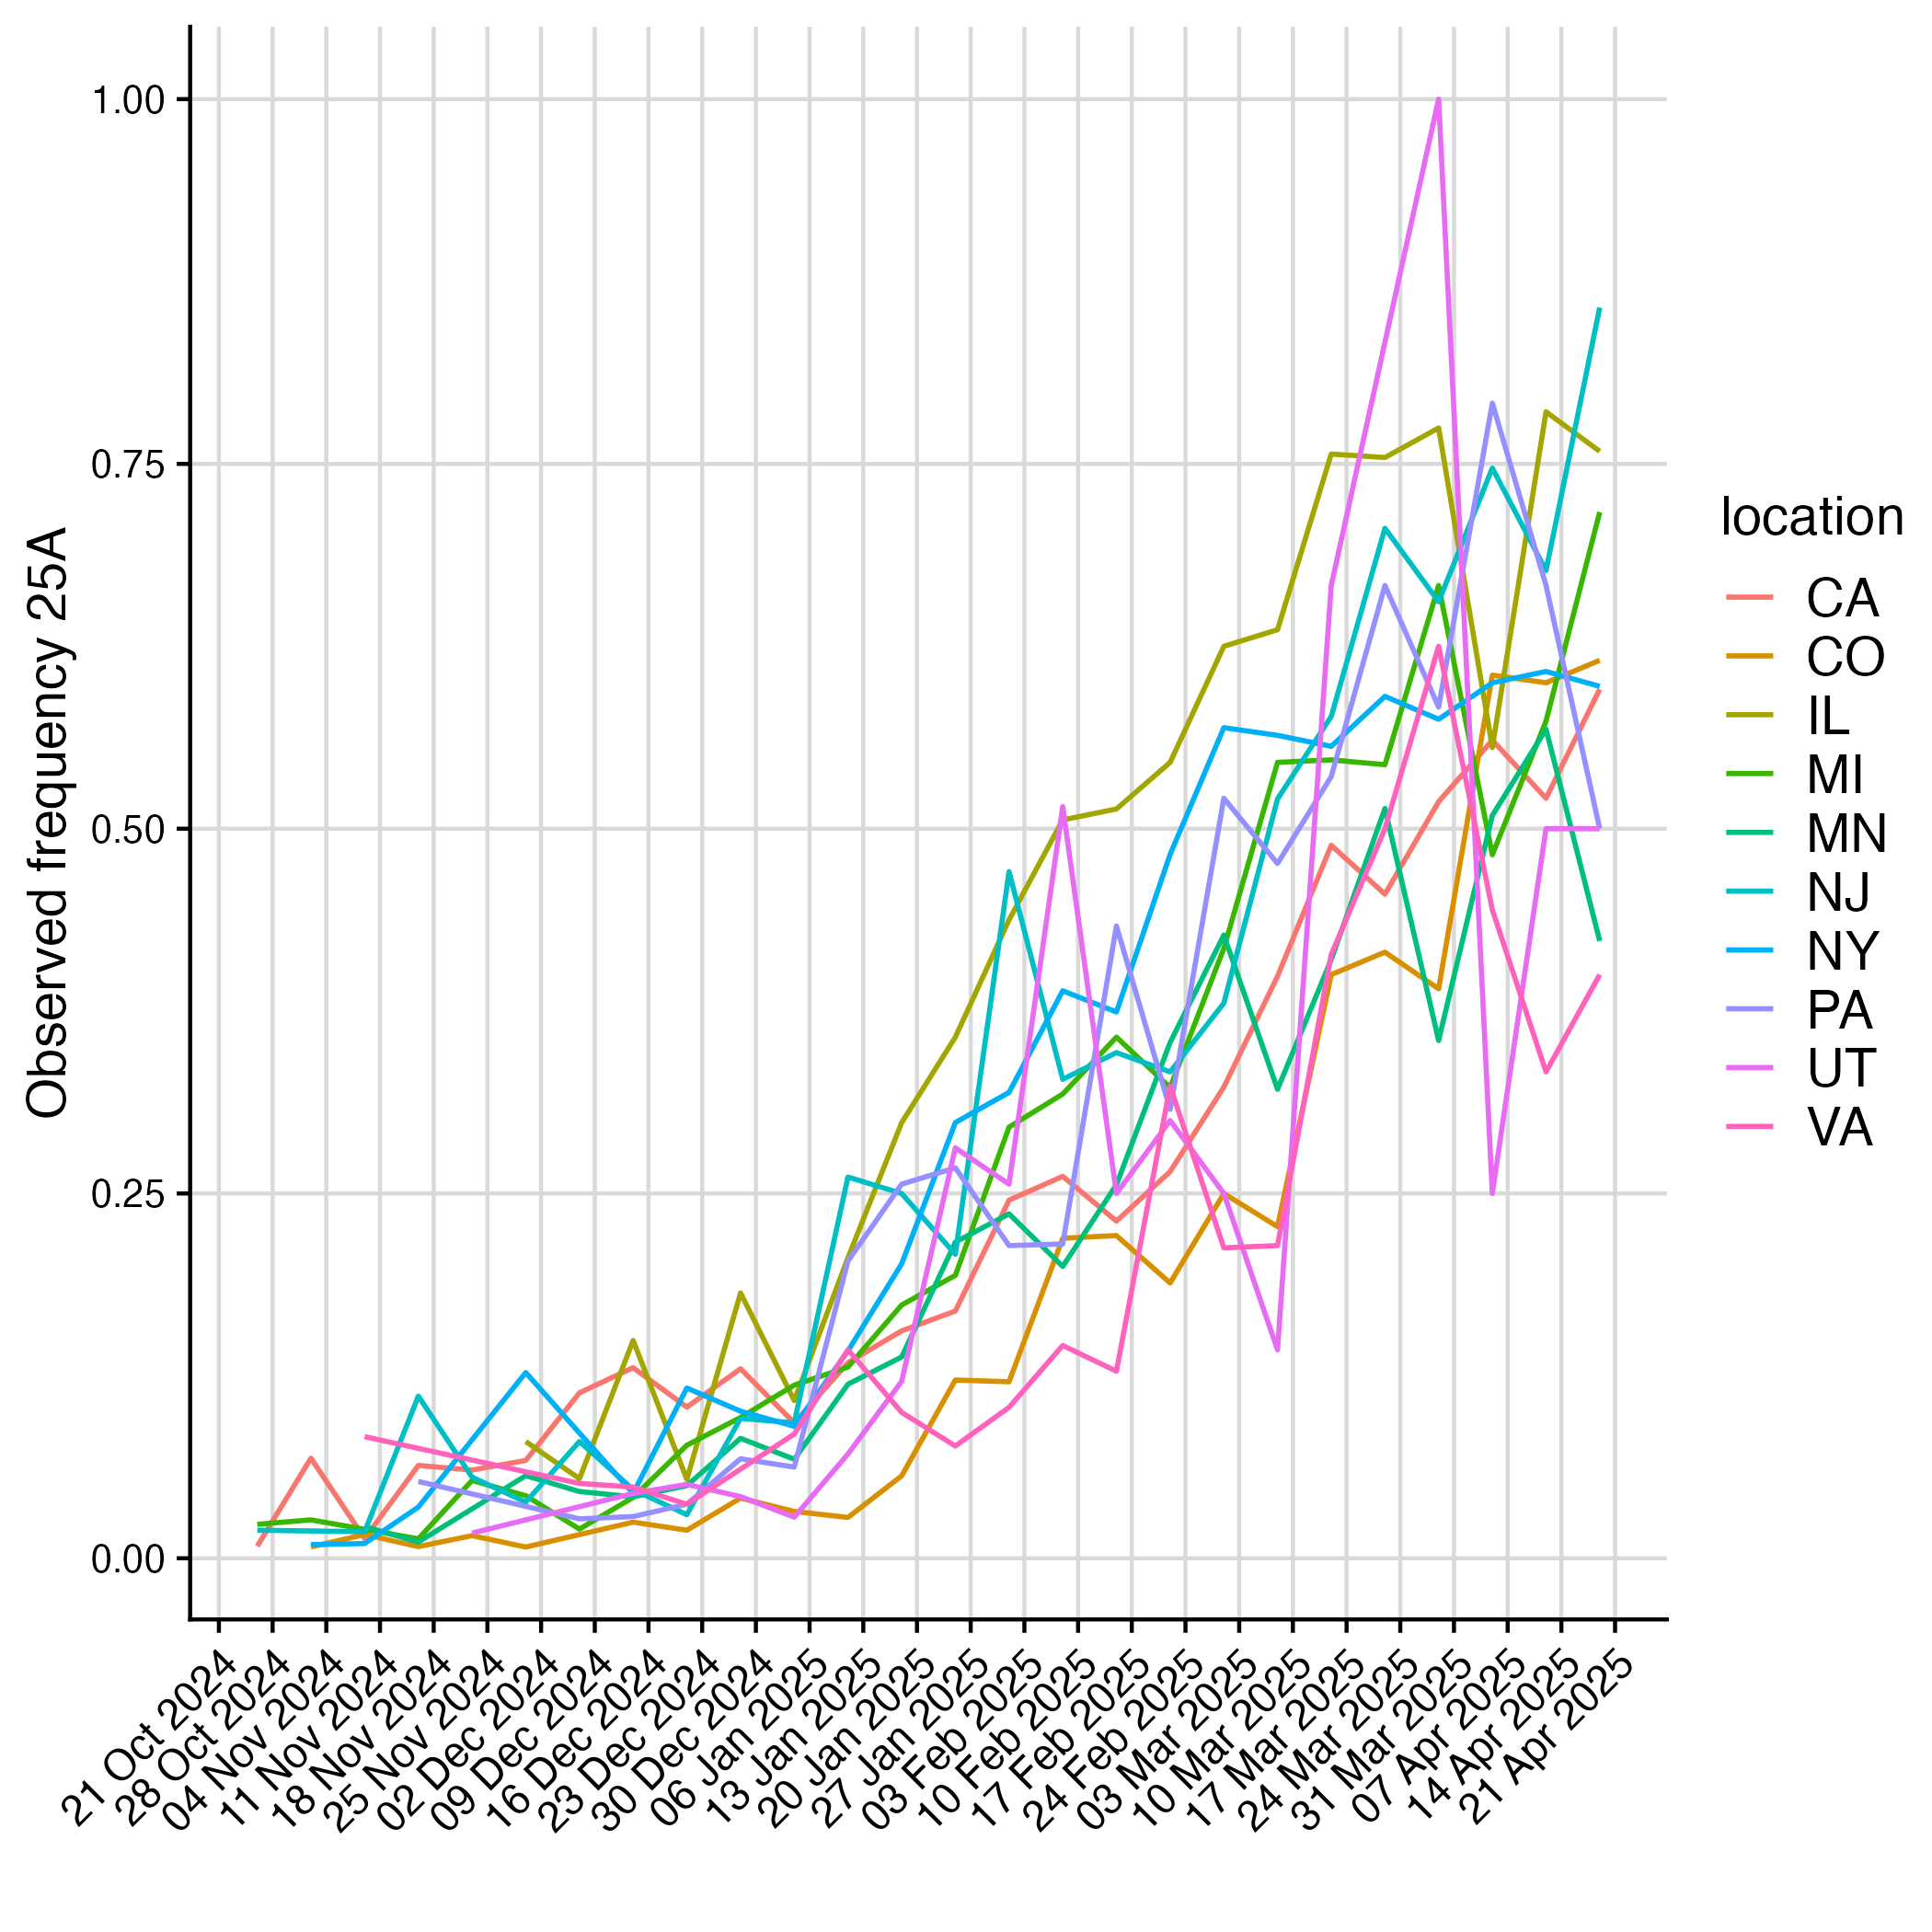 1.00
0.75
0.50
0.25
0.00
Observed frequency 25A
21 Oct 2024
28 Oct 2024
04 Nov 2024
11 Nov 2024
18 Nov 2024
25 Nov 2024
02 Dec 2024
09 Dec 2024
16 Dec 2024
23 Dec 2024
30 Dec 2024
06 Jan 2025
13 Jan 2025
20 Jan 2025
27 Jan 2025
03 Feb 2025
10 Feb 2025
17 Feb 2025
24 Feb 2025
03 Mar 2025
10 Mar 2025
17 Mar 2025
24 Mar 2025
31 Mar 2025
07 Apr 2025
14 Apr 2025
21 Apr 2025
location
CA
CO
IL
MI
MN
NJ
NY
PA
UT
VA